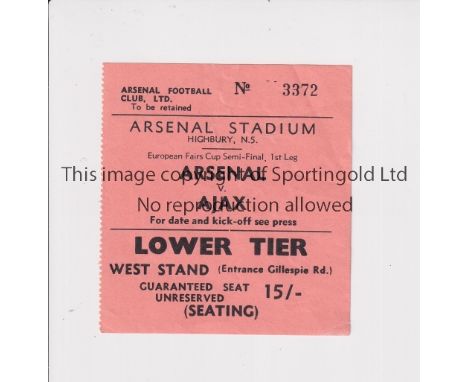 ARSENAL FOOTBALL
CLUB, LTD.
To be retained
Nº 3372
ARSENAL STADIUM
HIGHBURY, N.5.
European Fairs Cup Semi-Final, 1st Leg
ARSENAL
This image copyright of Sportingold Ltd
v.
AJAX
No reproduction allowed
For date and kick-off see press
LOWER TIER
WEST STAND (Entrance Gillespie Rd.)
GUARANTEED SEAT
UNRESERVED
15/-
(SEATING)